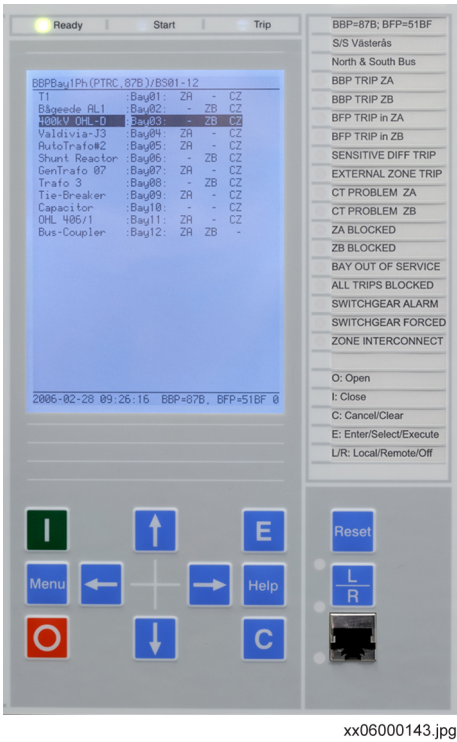 Ready Start Trip
BBPBay1Ph(PTRC,87B)/BS01-12
T1 :Bay01: ZA - CZ
Bågeede AL1 :Bay02: - ZB CZ
400kV OHL-D :Bay03: - ZB CZ
Valdivia-J3 :Bay04: ZA - CZ
AutoTrafo#2 :Bay05: ZA - CZ
Shunt Reactor :Bay06: - ZB CZ
GenTrafo 07 :Bay07: ZA - CZ
Trafo 3 :Bay08: - ZB CZ
Tie-Breaker :Bay09: ZA - CZ
Capacitor :Bay10: - - CZ
OHL 406/1 :Bay11: ZA - CZ
Bus-Coupler :Bay12: ZA ZB -
2006-02-28 09:26:16 BBP=87B, BFP=51BF 0
BBP=87B; BFP=51BF
S/S Västerås
North & South Bus
BBP TRIP ZA
BBP TRIP ZB
BFP TRIP in ZA
BFP TRIP in ZB
SENSITIVE DIFF TRIP
EXTERNAL ZONE TRIP
CT PROBLEM ZA
CT PROBLEM ZB
ZA BLOCKED
ZB BLOCKED
BAY OUT OF SERVICE
ALL TRIPS BLOCKED
SWITCHGEAR ALARM
SWITCHGEAR FORCED
ZONE INTERCONNECT
O: Open
I: Close
C: Cancel/Clear
E: Enter/Select/Execute
L/R: Local/Remote/Off
I E Reset
Menu Help L
R
O C
xx06000143.jpg